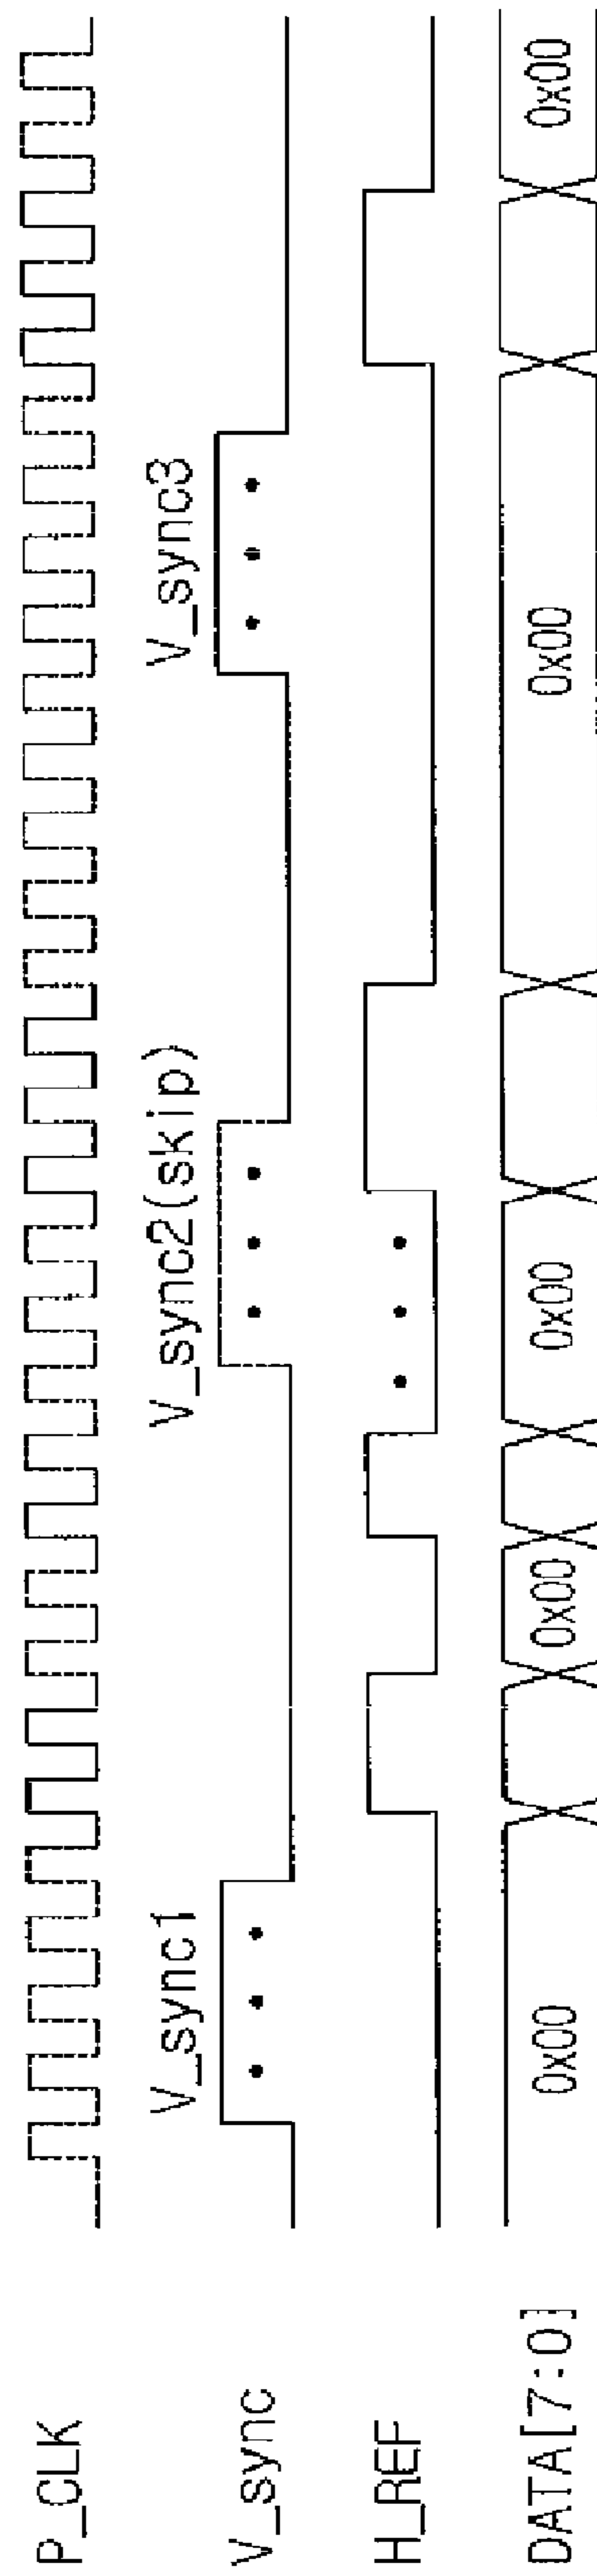 P_CLK
V_sync
V_sync1
V_sync2(skip)
V_sync3
H_REF
DATA[7:0]
0x00
0x00
0x00
0x00
0x00